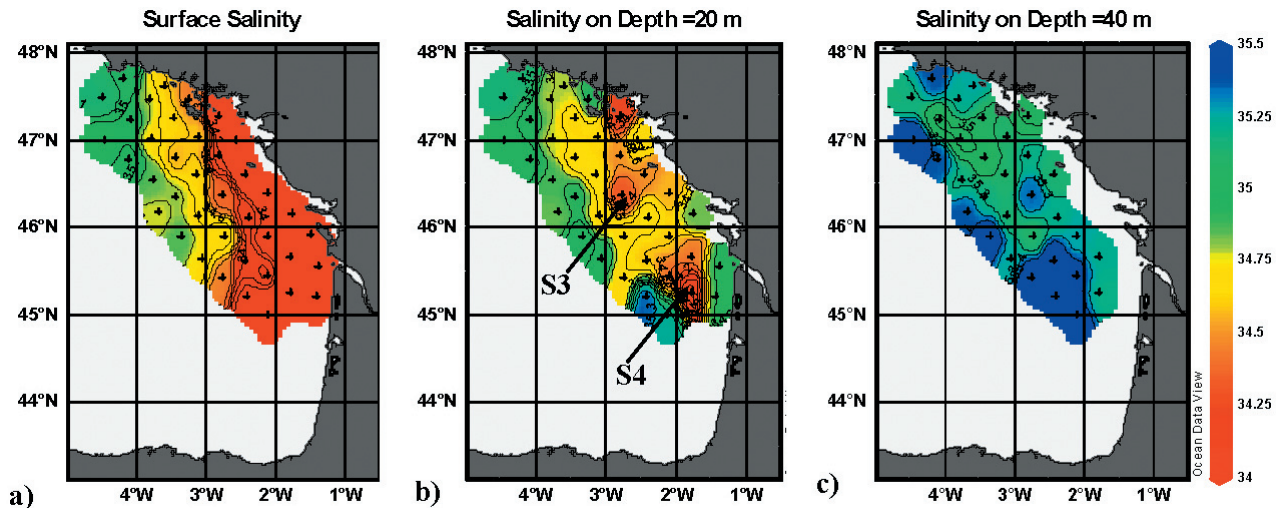 Surface Salinity
Salinity on Depth =20 m
Salinity on Depth =40 m
48°N
47°N
46°N
45°N
44°N
4°W
3°W
2°W
1°W
a)
48°N
47°N
46°N
45°N
44°N
S3
S4
4°W
3°W
2°W
1°W
b)
48°N
47°N
46°N
45°N
44°N
4°W
3°W
2°W
1°W
c)
35.5
35.25
35
34.75
34.5
34.25
34
Ocean Data View